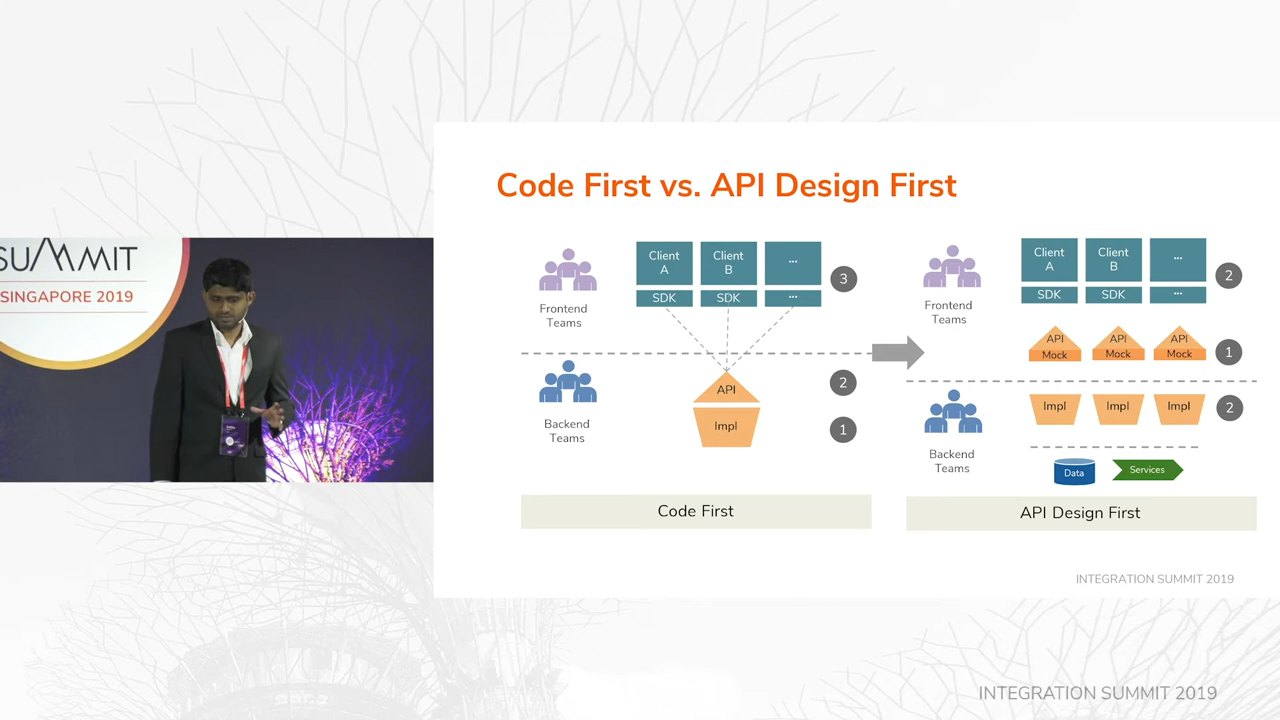 SUMMIT
SINGAPORE 2019
Code First vs. API Design First
Frontend
Teams
Client
A
Client
B
...
SDK
SDK
...
3
Backend
Teams
API
2
Impl
1
Code First
Frontend
Teams
Client
A
Client
B
...
2
SDK
SDK
...
API
Mock
API
Mock
API
Mock
1
Backend
Teams
Impl
Impl
Impl
2
Data
Services
API Design First
INTEGRATION SUMMIT 2019
INTEGRATION SUMMIT 2019